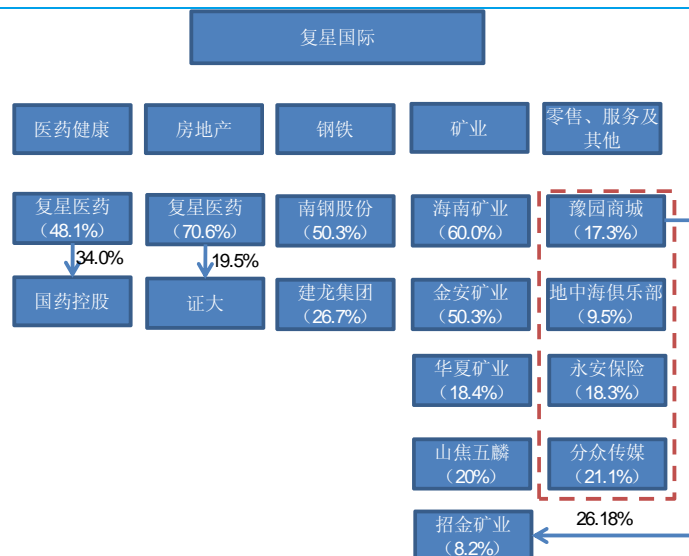 复星国际
医药健康
房地产
钢铁
矿业
零售、服务及
其他
复星医药
（48.1%）
复星医药
（70.6%）
南钢股份
（50.3%）
海南矿业
（60.0%）
豫园商城
（17.3%）
34.0%
19.5%
国药控股
证大
建龙集团
（26.7%）
金安矿业
（50.3%）
地中海俱乐部
（9.5%）
华夏矿业
（18.4%）
永安保险
（18.3%）
山焦五麟
（20%）
分众传媒
（21.1%）
招金矿业
（8.2%）
26.18%